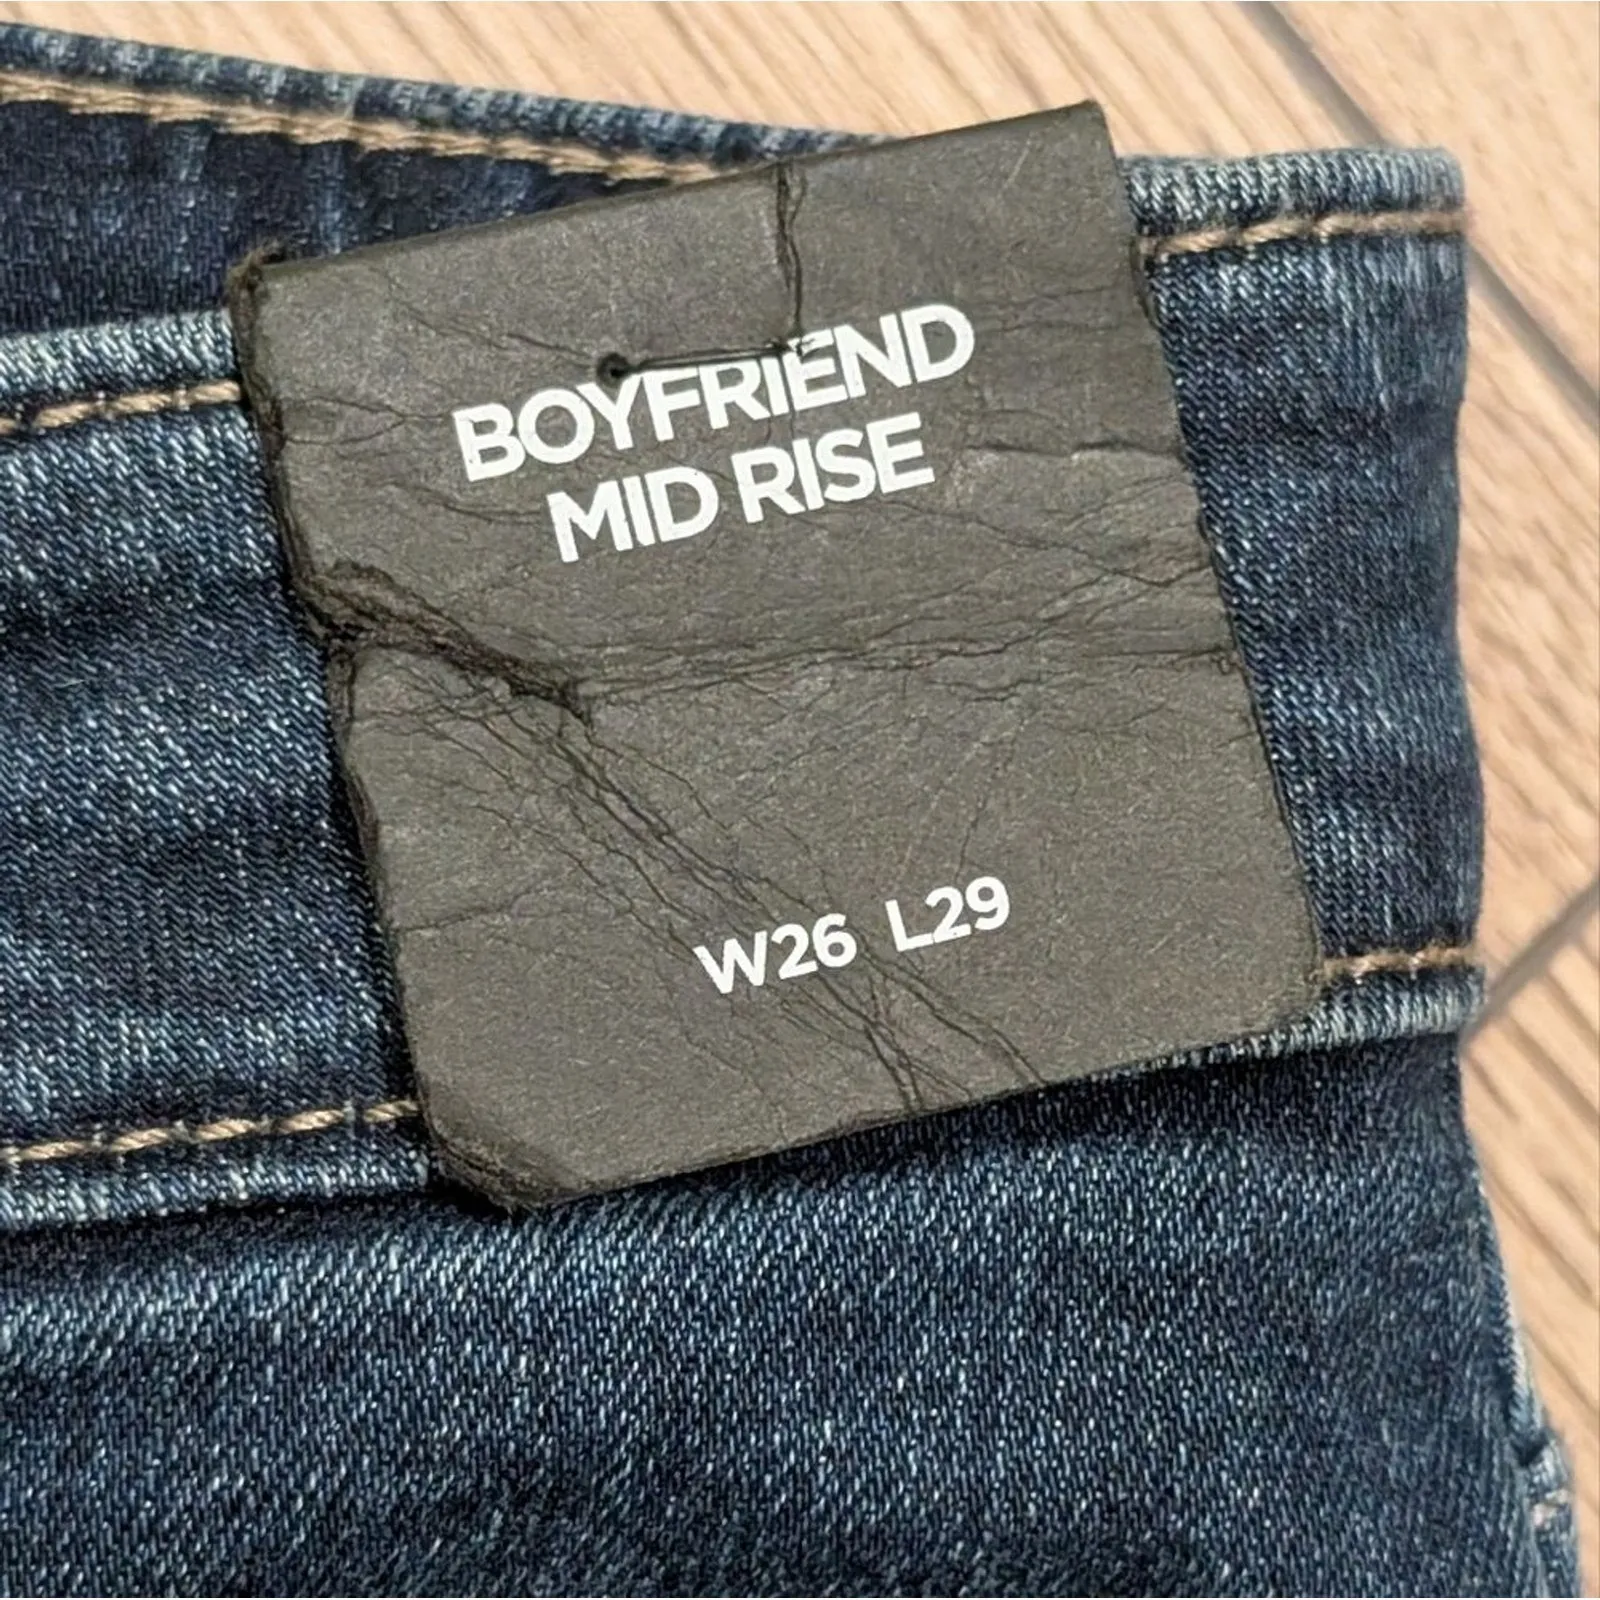 BOYFRIEND
MID RISE
W26 L29